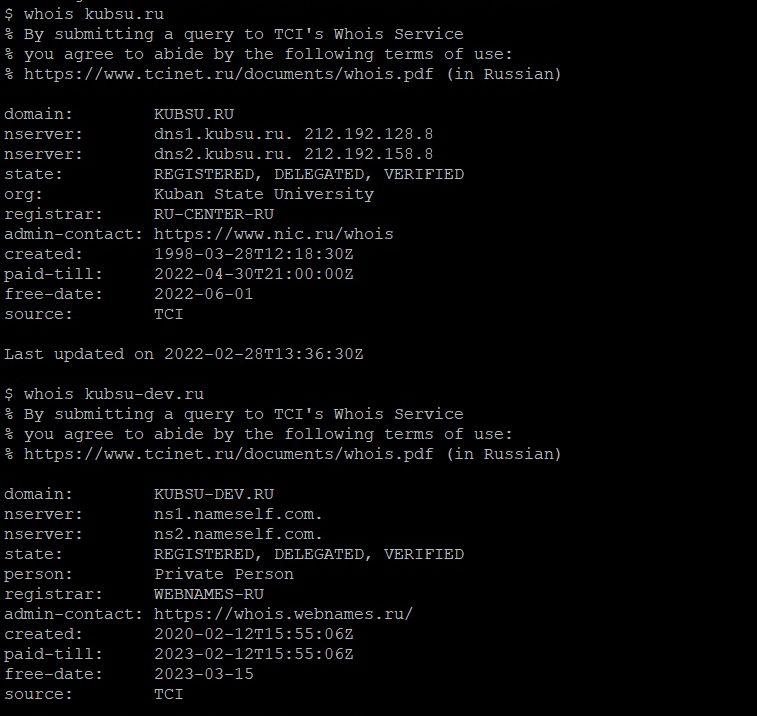 $ whois kubsu.ru
% By submitting a query to TCI's Whois Service
% you agree to abide by the following terms of use:
% https://www.tcinet.ru/documents/whois.pdf (in Russian)
domain:        KUBSU.RU
nserver:       dns1.kubsu.ru. 212.192.128.8
nserver:       dns2.kubsu.ru. 212.192.158.8
state:         REGISTERED, DELEGATED, VERIFIED
org:           Kuban State University
registrar:     RU-CENTER-RU
admin-contact: https://www.nic.ru/whois
created:       1998-03-28T12:18:30Z
paid-till:     2022-04-30T21:00:00Z
free-date:     2022-06-01
source:        TCI
Last updated on 2022-02-28T13:36:30Z
$ whois kubsu-dev.ru
% By submitting a query to TCI's Whois Service
% you agree to abide by the following terms of use:
% https://www.tcinet.ru/documents/whois.pdf (in Russian)
domain:        KUBSU-DEV.RU
nserver:       ns1.nameself.com.
nserver:       ns2.nameself.com.
state:         REGISTERED, DELEGATED, VERIFIED
person:        Private Person
registrar:     WEBNAMES-RU
admin-contact: https://whois.webnames.ru/
created:       2020-02-12T15:55:06Z
paid-till:     2023-02-12T15:55:06Z
free-date:     2023-03-15
source:        TCI